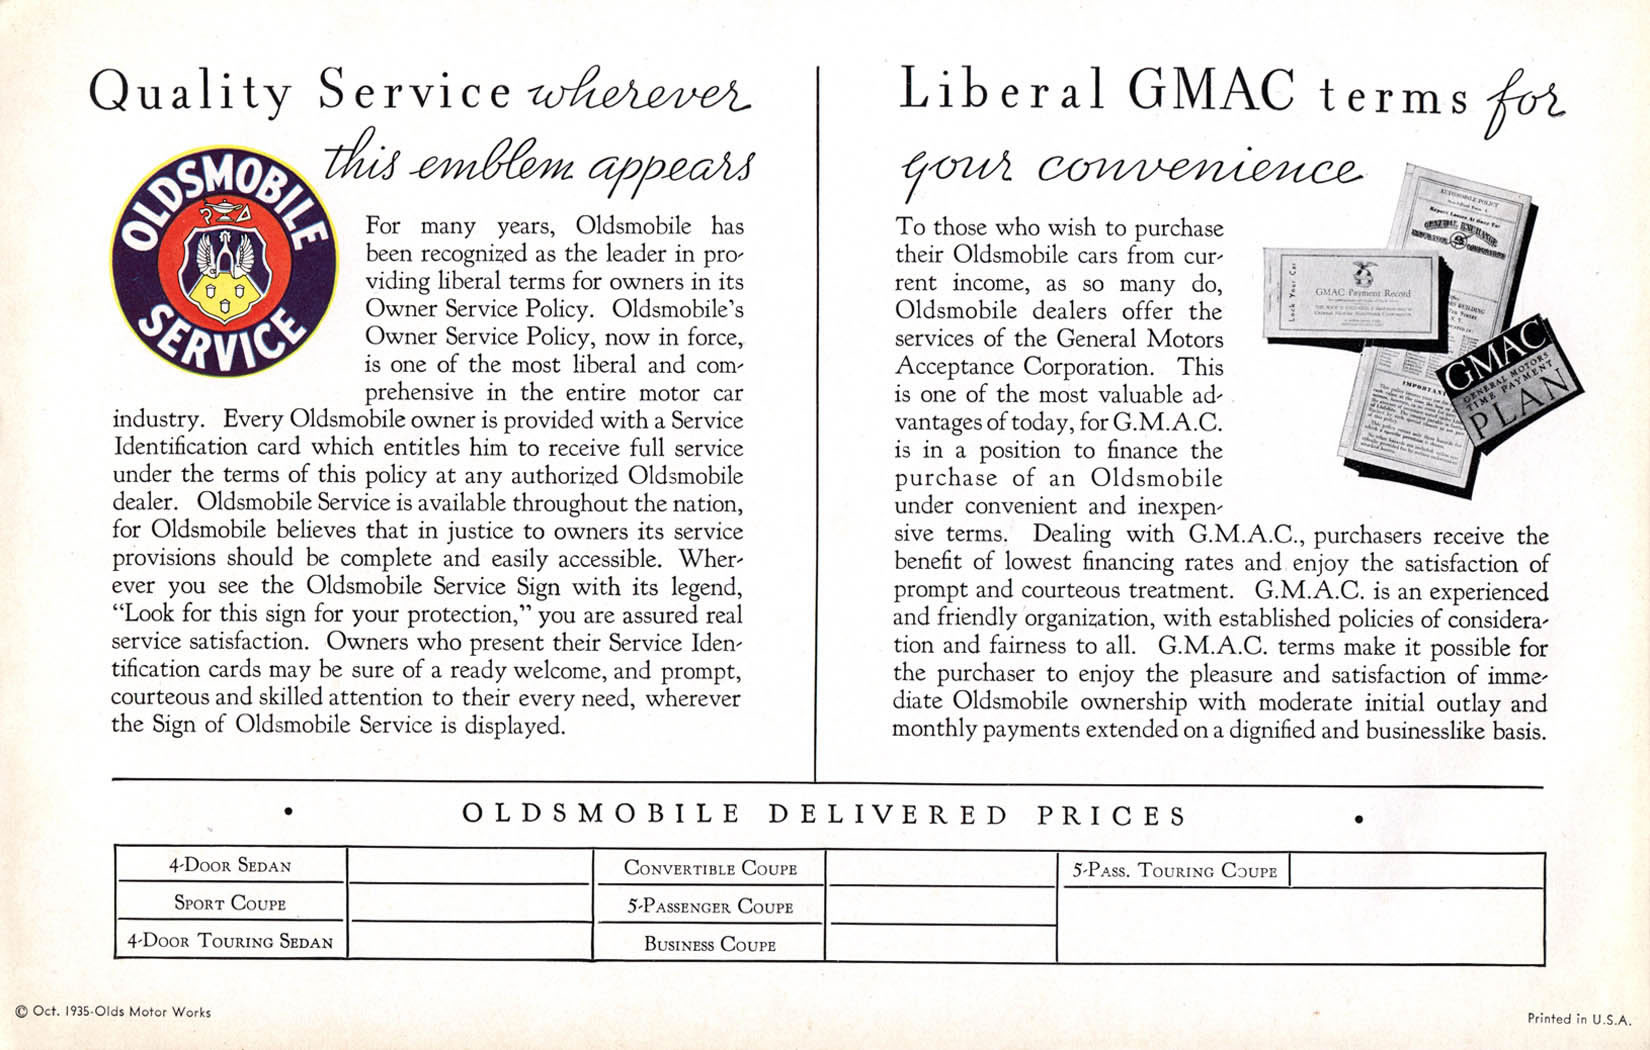 Quality Service wherever
this emblem appears
OLDSMOBILE
SERVICE
For many years, Oldsmobile has
been recognized as the leader in pro-
viding liberal terms for owners in its
Owner Service Policy. Oldsmobile's
Owner Service Policy, now in force,
is one of the most liberal and com-
prehensive in the entire motor car
industry. Every Oldsmobile owner is provided with a Service
Identification card which entitles him to receive full service
under the terms of this policy at any authorized Oldsmobile
dealer. Oldsmobile Service is available throughout the nation,
for Oldsmobile believes that in justice to owners its service
provisions should be complete and easily accessible. Wher-
ever you see the Oldsmobile Service Sign with its legend,
“Look for this sign for your protection,” you are assured real
service satisfaction. Owners who present their Service Iden-
tification cards may be sure of a ready welcome, and prompt,
courteous and skilled attention to their every need, wherever
the Sign of Oldsmobile Service is displayed.
Liberal GMAC terms for
your convenience
To those who wish to purchase
their Oldsmobile cars from cur-
rent income, as so many do,
Oldsmobile dealers offer the
services of the General Motors
Acceptance Corporation. This
is one of the most valuable ad-
vantages of today, for G.M.A.C.
is in a position to finance the
purchase of an Oldsmobile
under convenient and inexpen-
sive terms. Dealing with G.M.A.C., purchasers receive the
benefit of lowest financing rates and enjoy the satisfaction of
prompt and courteous treatment. G.M.A.C. is an experienced
and friendly organization, with established policies of considera-
tion and fairness to all. G.M.A.C. terms make it possible for
the purchaser to enjoy the pleasure and satisfaction of imme-
diate Oldsmobile ownership with moderate initial outlay and
monthly payments extended on a dignified and businesslike basis.
AUTOMOBILE POLICY
GENERAL EXCHANGE
INSURANCE CORPORATION
Lock Your Car
GMAC Payment Record
IMPORTANT
GMAC
GENERAL MOTORS
TIME PAYMENT
PLAN
• OLDSMOBILE DELIVERED PRICES •
4-Door Sedan
Convertible Coupe
5-Pass. Touring Coupe
Sport Coupe
5-Passenger Coupe
4-Door Touring Sedan
Business Coupe
© Oct. 1935-Olds Motor Works
Printed in U.S.A.